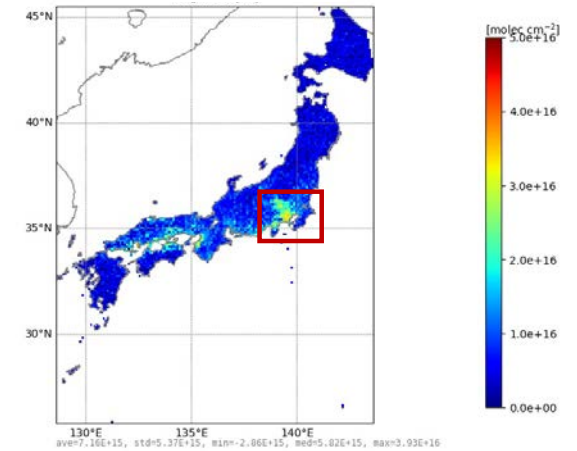 45°N
40°N
35°N
30°N
130°E
135°E
140°E
ave=7.16E+15, std=5.37E+15, min=-2.86E+15, med=5.82E+15, max=3.93E+16
[molec cm⁻²]
5.0e+16
4.0e+16
3.0e+16
2.0e+16
1.0e+16
0.0e+00